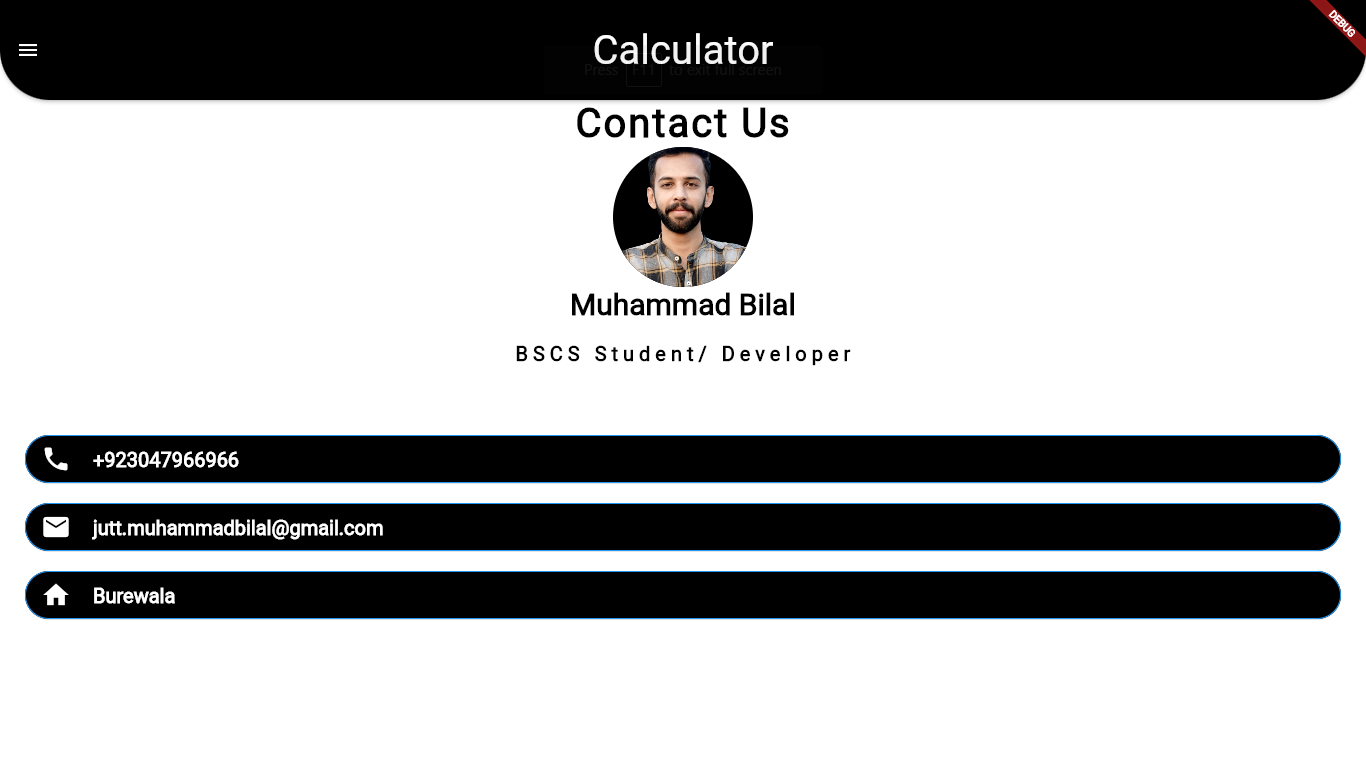 DEBUG
Calculator
Press F11 to exit full screen
Contact Us
Muhammad Bilal
BSCS Student/ Developer
+923047966966
jutt.muhammadbilal@gmail.com
Burewala